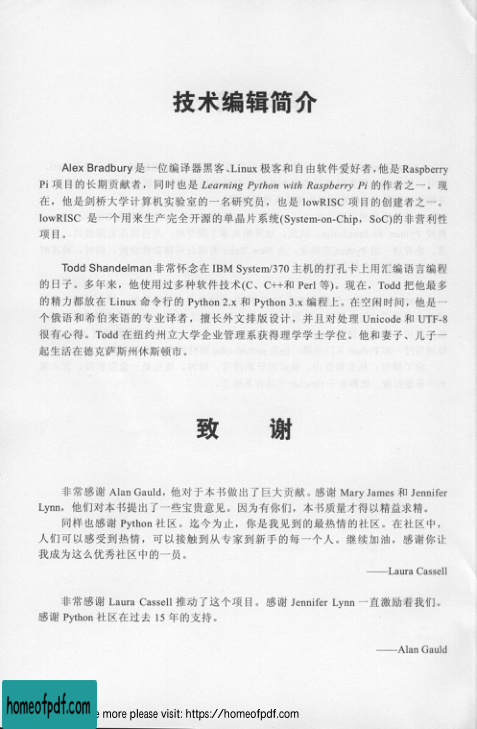 技术编辑简介
Alex Bradbury 是一位编译器黑客、Linux 极客和自由软件爱好者,他是 Raspberry
Pi 项目的长期贡献者，同时也是 Learning Python with Raspberry Pi 的作者之一。现
在，他是剑桥大学计算机实验室的一名研究员，也是 lowRISC 项目的创建者之一。
lowRISC 是一个用来生产完全开源的单晶片系统(System-on-Chip，SoC)的非营利性
项目。
Todd Shandelman 非常怀念在 IBM System/370 主机的打孔卡上用汇编语言编程
的日子。多年来，他使用过多种软件技术(C、C++和 Perl 等)。现在，Todd 把他最多
的精力都放在 Linux 命令行的 Python 2.x 和 Python 3.x 编程上。在空闲时间，他是一
个俄语和希伯来语的专业译者，擅长外文排版设计，并且对处理 Unicode 和 UTF-8
很有心得。Todd 在纽约州立大学企业管理系获得理学学士学位。他和妻子、儿子一
起生活在德克萨斯州休斯顿市。
致 谢
非常感谢 Alan Gauld，他对于本书做出了巨大贡献。感谢 Mary James 和 Jennifer
Lynn，他们对本书提出了一些宝贵意见。因为有你们，本书质量才得以精益求精。
同样也感谢 Python 社区。迄今为止，你是我见到的最热情的社区。在社区中，
人们可以感受到热情，可以接触到从专家到新手的每一个人。继续加油，感谢你让
我成为这么优秀社区中的一员。
——Laura Cassell
非常感谢 Laura Cassell 推动了这个项目。感谢 Jennifer Lynn 一直激励着我们。
感谢 Python 社区在过去 15 年的支持。
——Alan Gauld
homeofpdf.com
more please visit: https://homeofpdf.com